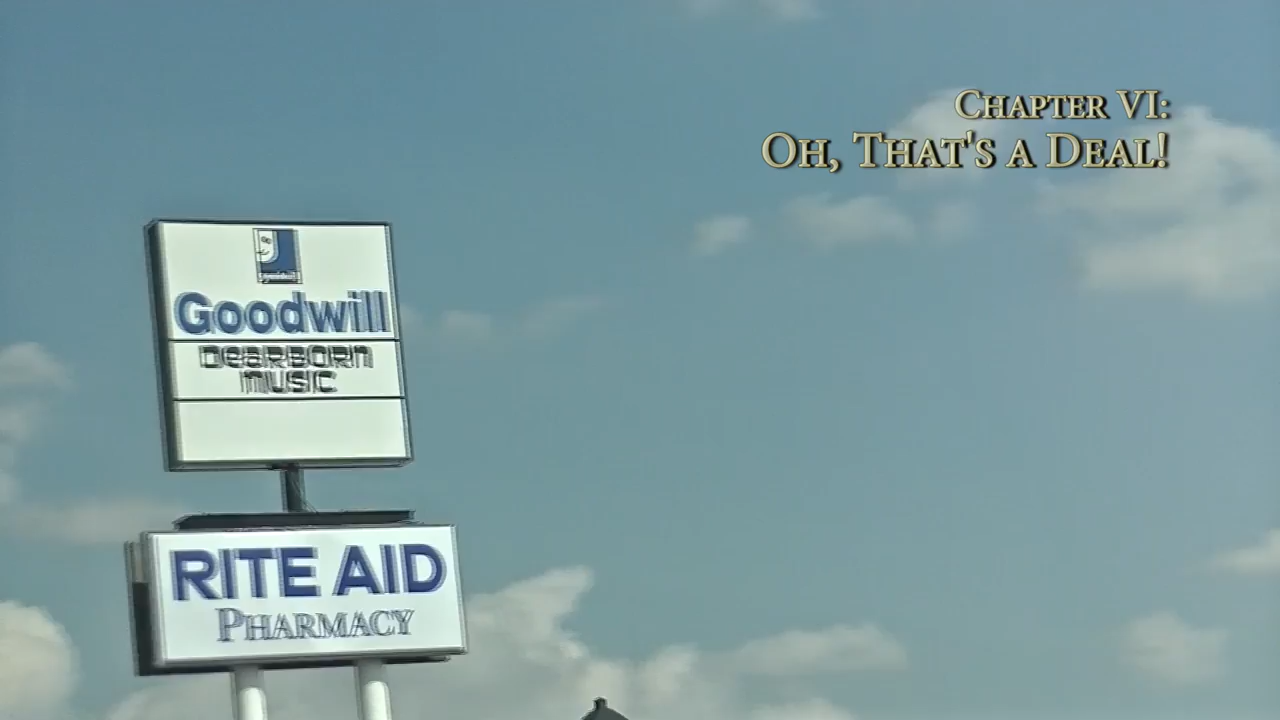 Chapter VI:
Oh, That's a Deal!
Goodwill
Dearborn
Music
RITE AID
Pharmacy